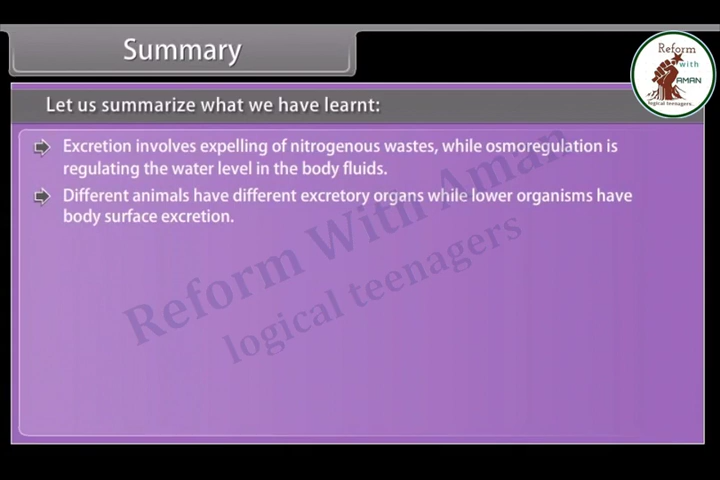 Summary
Reform
with
AMAN
logical teenagers.
Let us summarize what we have learnt:
Excretion involves expelling of nitrogenous wastes, while osmoregulation is
regulating the water level in the body fluids.
Different animals have different excretory organs while lower organisms have
body surface excretion.
Reform With Aman
logical teenagers